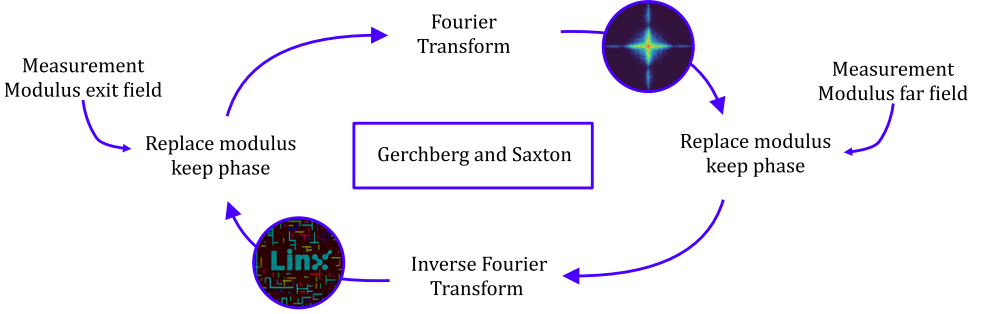 Fourier
Transform
Measurement
Modulus exit field
Measurement
Modulus far field
Replace modulus
keep phase
Gerchberg and Saxton
Replace modulus
keep phase
Linx
Inverse Fourier
Transform